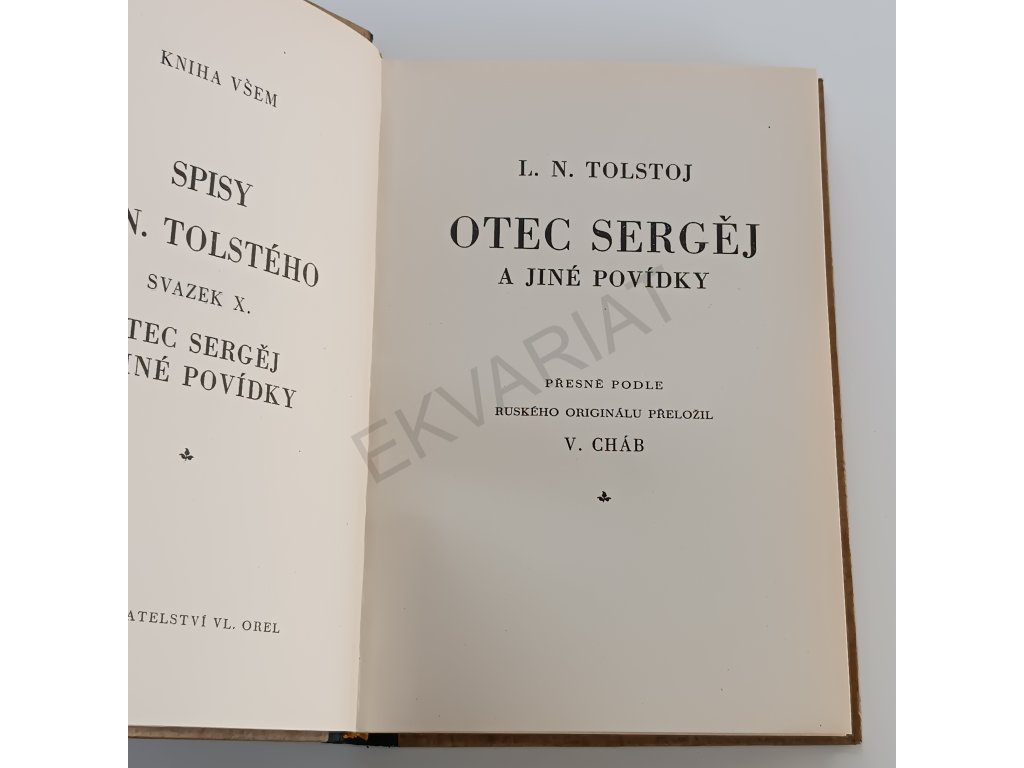 KNIHA VŠEM
SPISY
N. TOLSTÉHO
SVAZEK X.
TEC SERGĚJ
INÉ POVÍDKY
ATELSTVÍ VL. OREL
L. N. TOLSTOJ
OTEC SERGĚJ
A JINÉ POVÍDKY
PŘESNĚ PODLE
RUSKÉHO ORIGINÁLU PŘELOŽIL
V. CHÁB
EKVARIAT